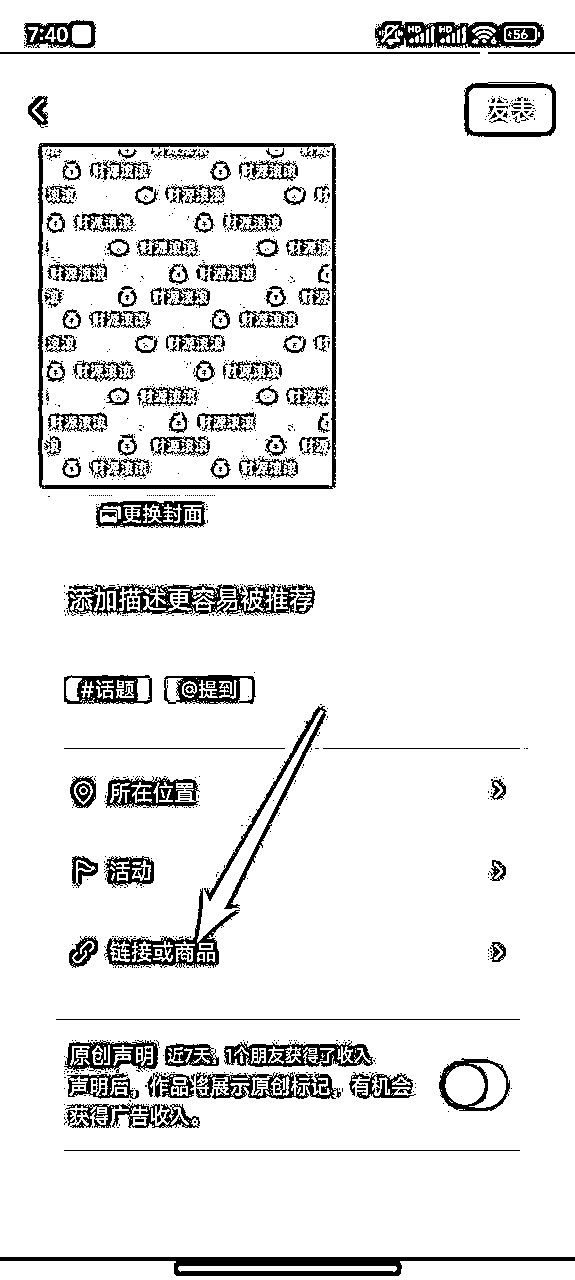 7:40 HD HD 56
发表
财源滚滚
财源滚滚 财源滚滚
滚滚 财源滚滚 财
财源滚滚 财源滚滚
财源滚滚 财源
财源滚滚 财源滚滚
滚 财源滚滚 财源
财源滚滚 财源滚滚
滚滚 财源滚滚 财
财源滚滚 财源滚滚
财源滚滚 财源
财源滚滚 财源滚滚
滚 财源滚滚 财源
财源滚滚 财源滚滚
更换封面
添加描述更容易被推荐
#话题 @提到
所在位置
活动
链接或商品
原创声明 近7天，1个朋友获得了收入
声明后，作品将展示原创标记，有机会
获得广告收入。